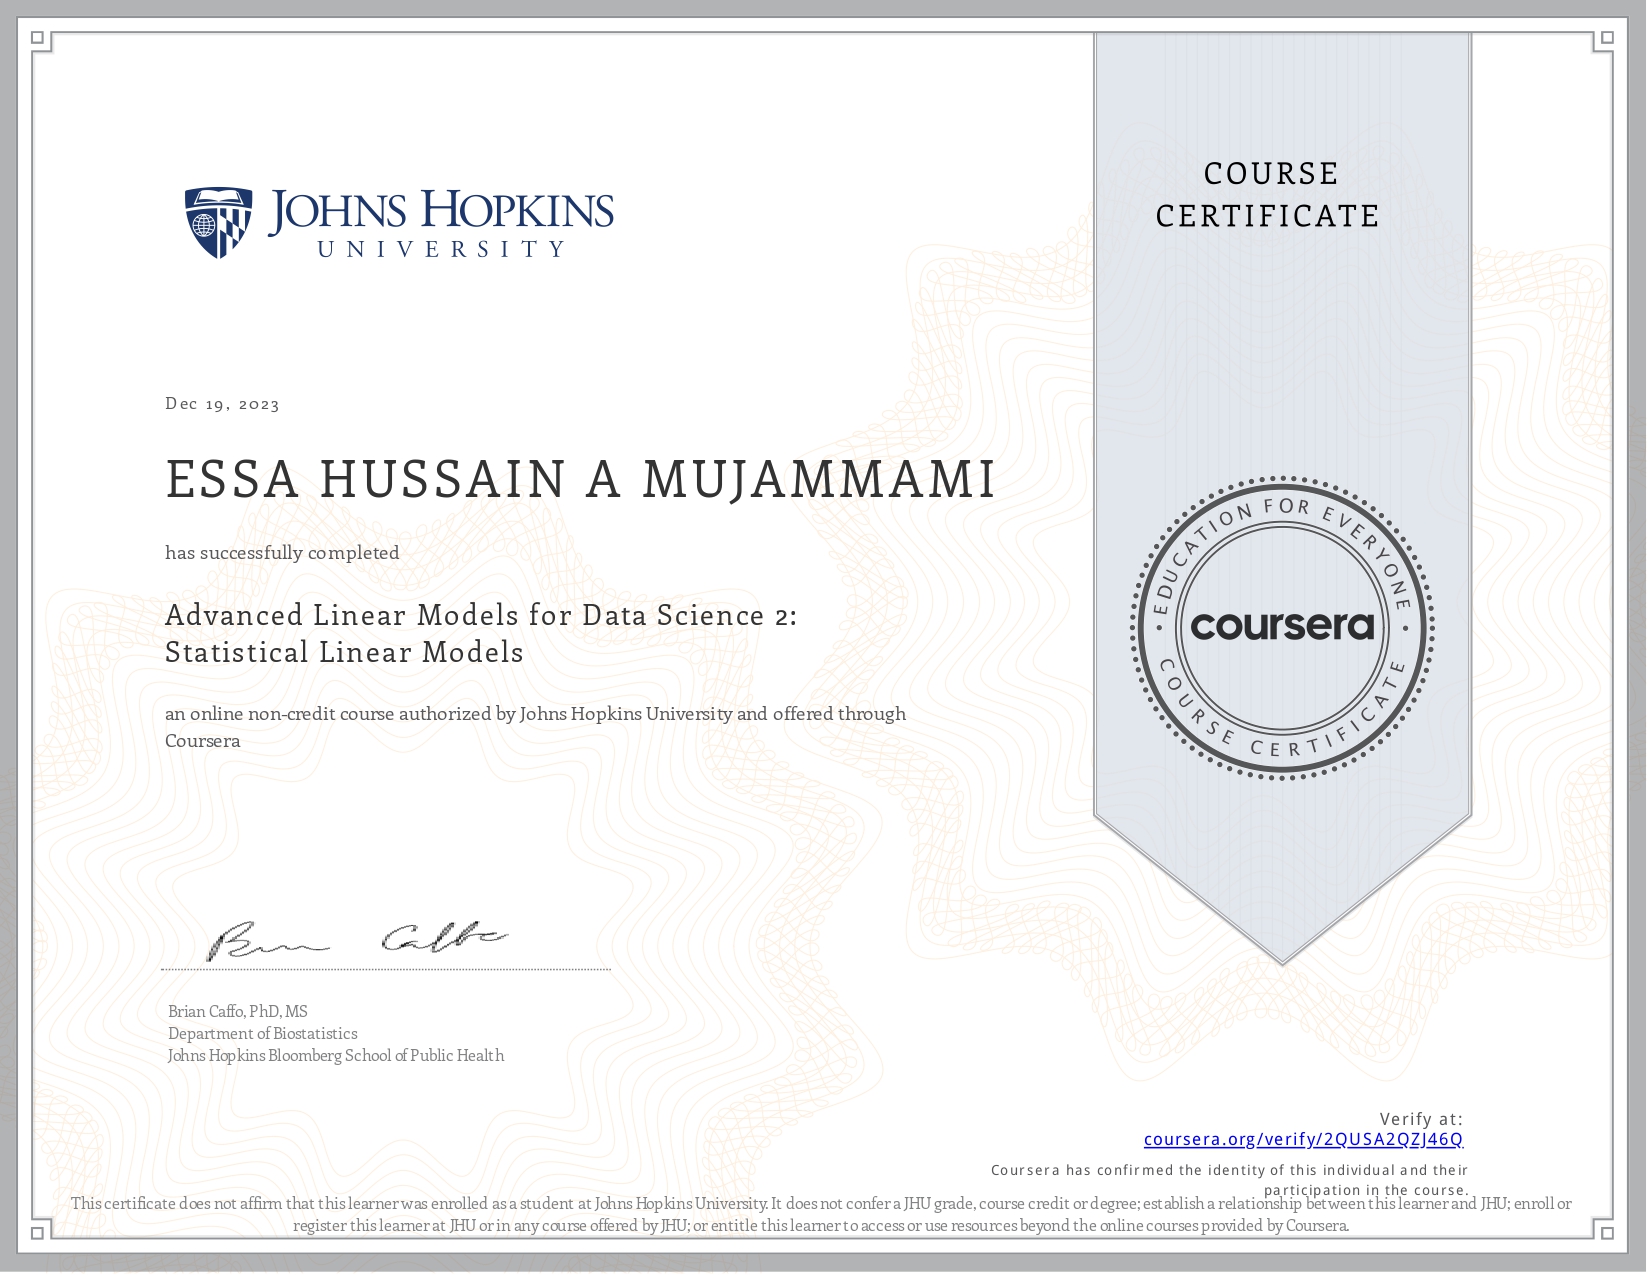 JOHNS HOPKINS
UNIVERSITY
COURSE
CERTIFICATE
Dec 19, 2023
ESSA HUSSAIN A MUJAMMAMI
has successfully completed
Advanced Linear Models for Data Science 2:
Statistical Linear Models
an online non-credit course authorized by Johns Hopkins University and offered through
Coursera
EDUCATION FOR EVERYONE
coursera
COURSE CERTIFICATE
Brian Caffo
Brian Caffo, PhD, MS
Department of Biostatistics
Johns Hopkins Bloomberg School of Public Health
Verify at:
coursera.org/verify/2QUSA2QZJ46Q
Coursera has confirmed the identity of this individual and their
participation in the course.
This certificate does not affirm that this learner was enrolled as a student at Johns Hopkins University. It does not confer a JHU grade, course credit or degree; establish a relationship between this learner and JHU; enroll or
register this learner at JHU or in any course offered by JHU; or entitle this learner to access or use resources beyond the online courses provided by Coursera.